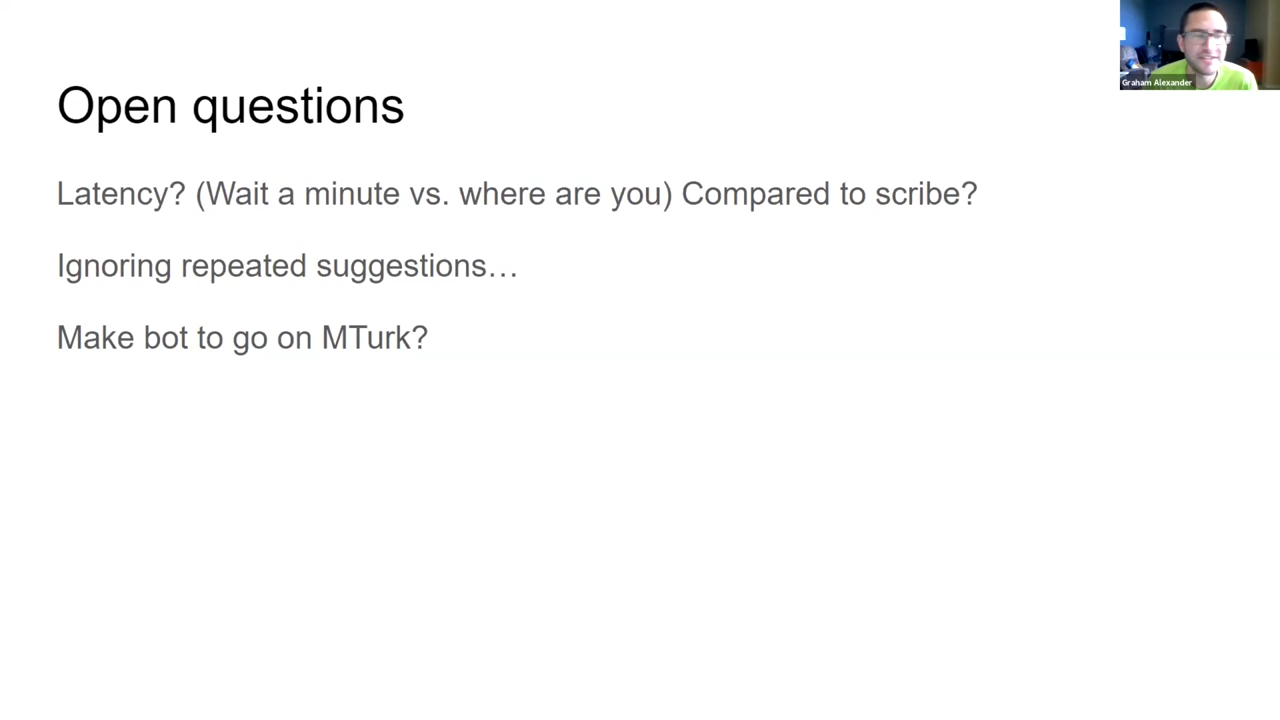 Graham Alexander
Open questions
Latency? (Wait a minute vs. where are you) Compared to scribe?
Ignoring repeated suggestions…
Make bot to go on MTurk?